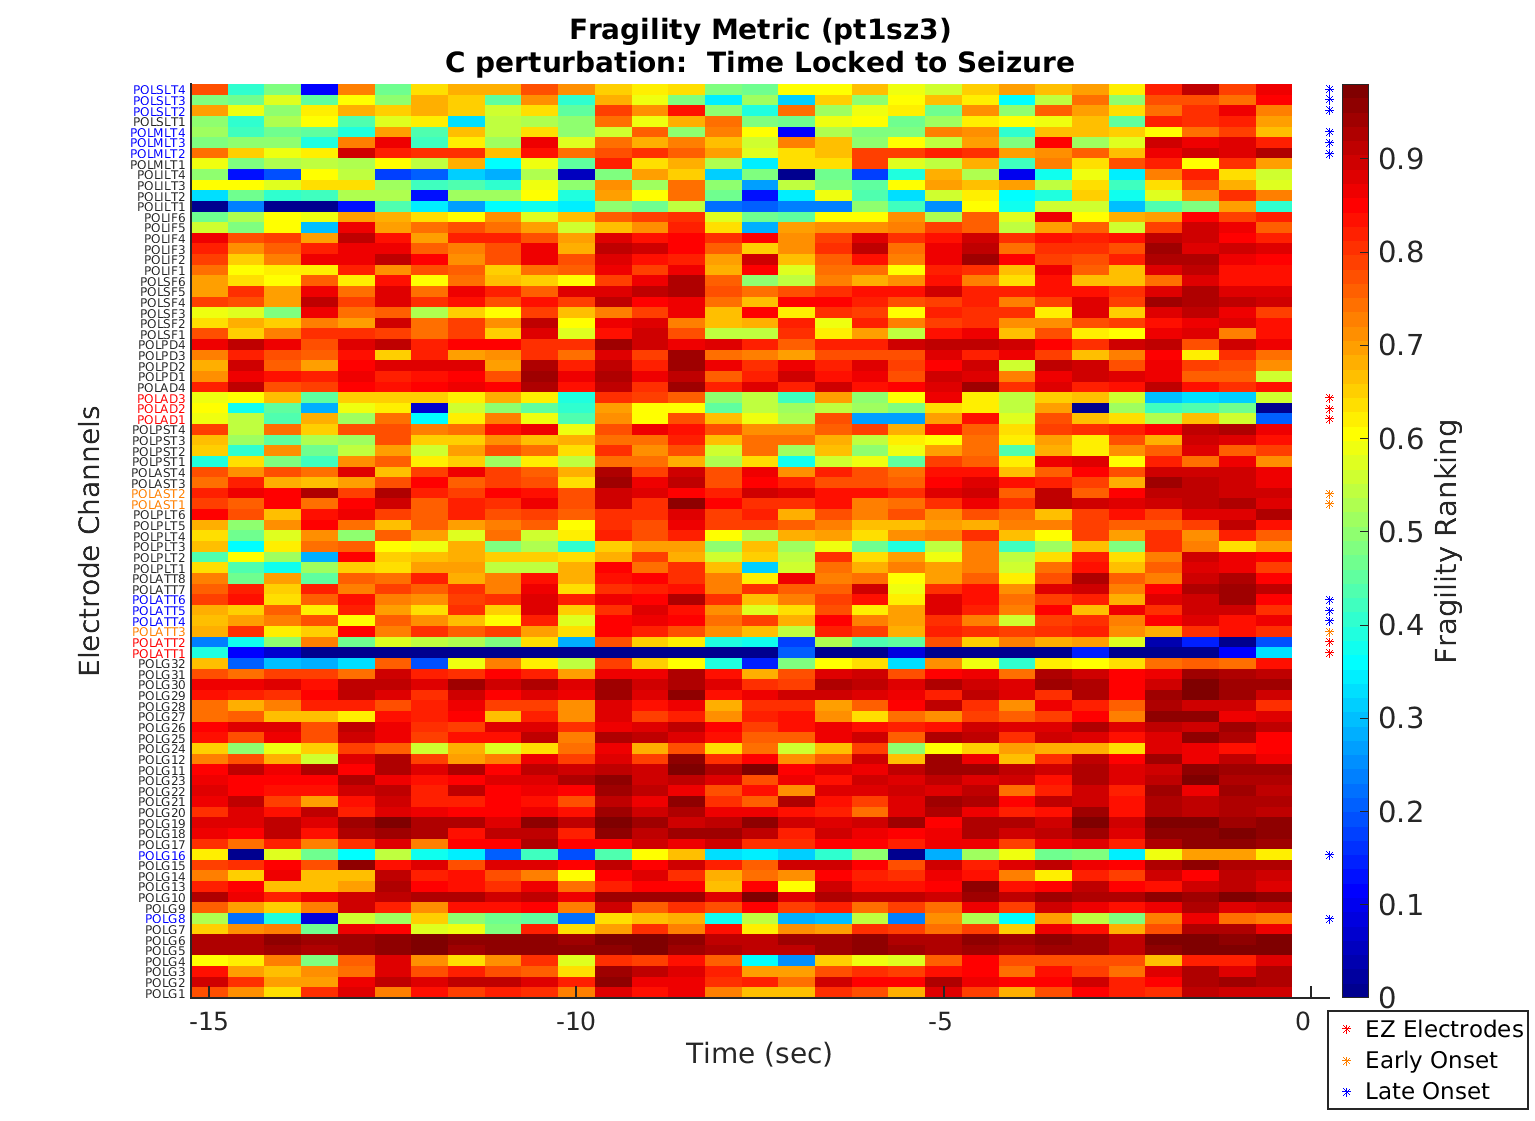 Fragility Metric (pt1sz3)
C perturbation:  Time Locked to Seizure
Electrode Channels
POLSLT4
POLSLT3
POLSLT2
POLSLT1
POLMLT4
POLMLT3
POLMLT2
POLMLT1
POLILT4
POLILT3
POLILT2
POLILT1
POLIF6
POLIF5
POLIF4
POLIF3
POLIF2
POLIF1
POLSF6
POLSF5
POLSF4
POLSF3
POLSF2
POLSF1
POLPD4
POLPD3
POLPD2
POLPD1
POLAD4
POLAD3
POLAD2
POLAD1
POLPST4
POLPST3
POLPST2
POLPST1
POLAST4
POLAST3
POLAST2
POLAST1
POLPLT6
POLPLT5
POLPLT4
POLPLT3
POLPLT2
POLPLT1
POLATT8
POLATT7
POLATT6
POLATT5
POLATT4
POLATT3
POLATT2
POLATT1
POLG32
POLG31
POLG30
POLG29
POLG28
POLG27
POLG26
POLG25
POLG24
POLG12
POLG11
POLG23
POLG22
POLG21
POLG20
POLG19
POLG18
POLG17
POLG16
POLG15
POLG14
POLG13
POLG10
POLG9
POLG8
POLG7
POLG6
POLG5
POLG4
POLG3
POLG2
POLG1
-15
-10
-5
0
Time (sec)
0.9
0.8
0.7
0.6
0.5
0.4
0.3
0.2
0.1
0
Fragility Ranking
EZ Electrodes
Early Onset
Late Onset